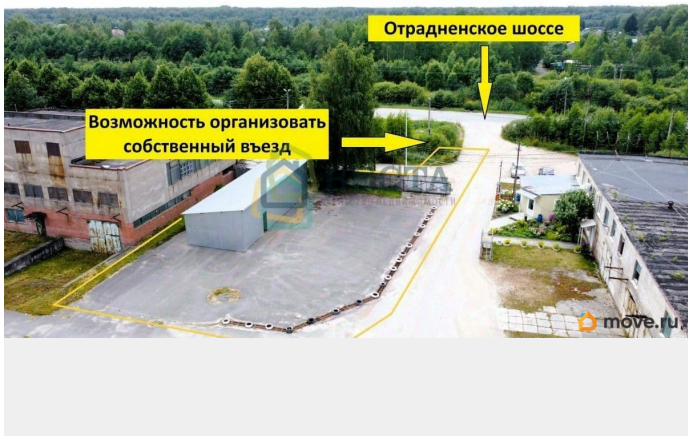 Отрадненское шоссе
Возможность организовать
собственный въезд
move.ru